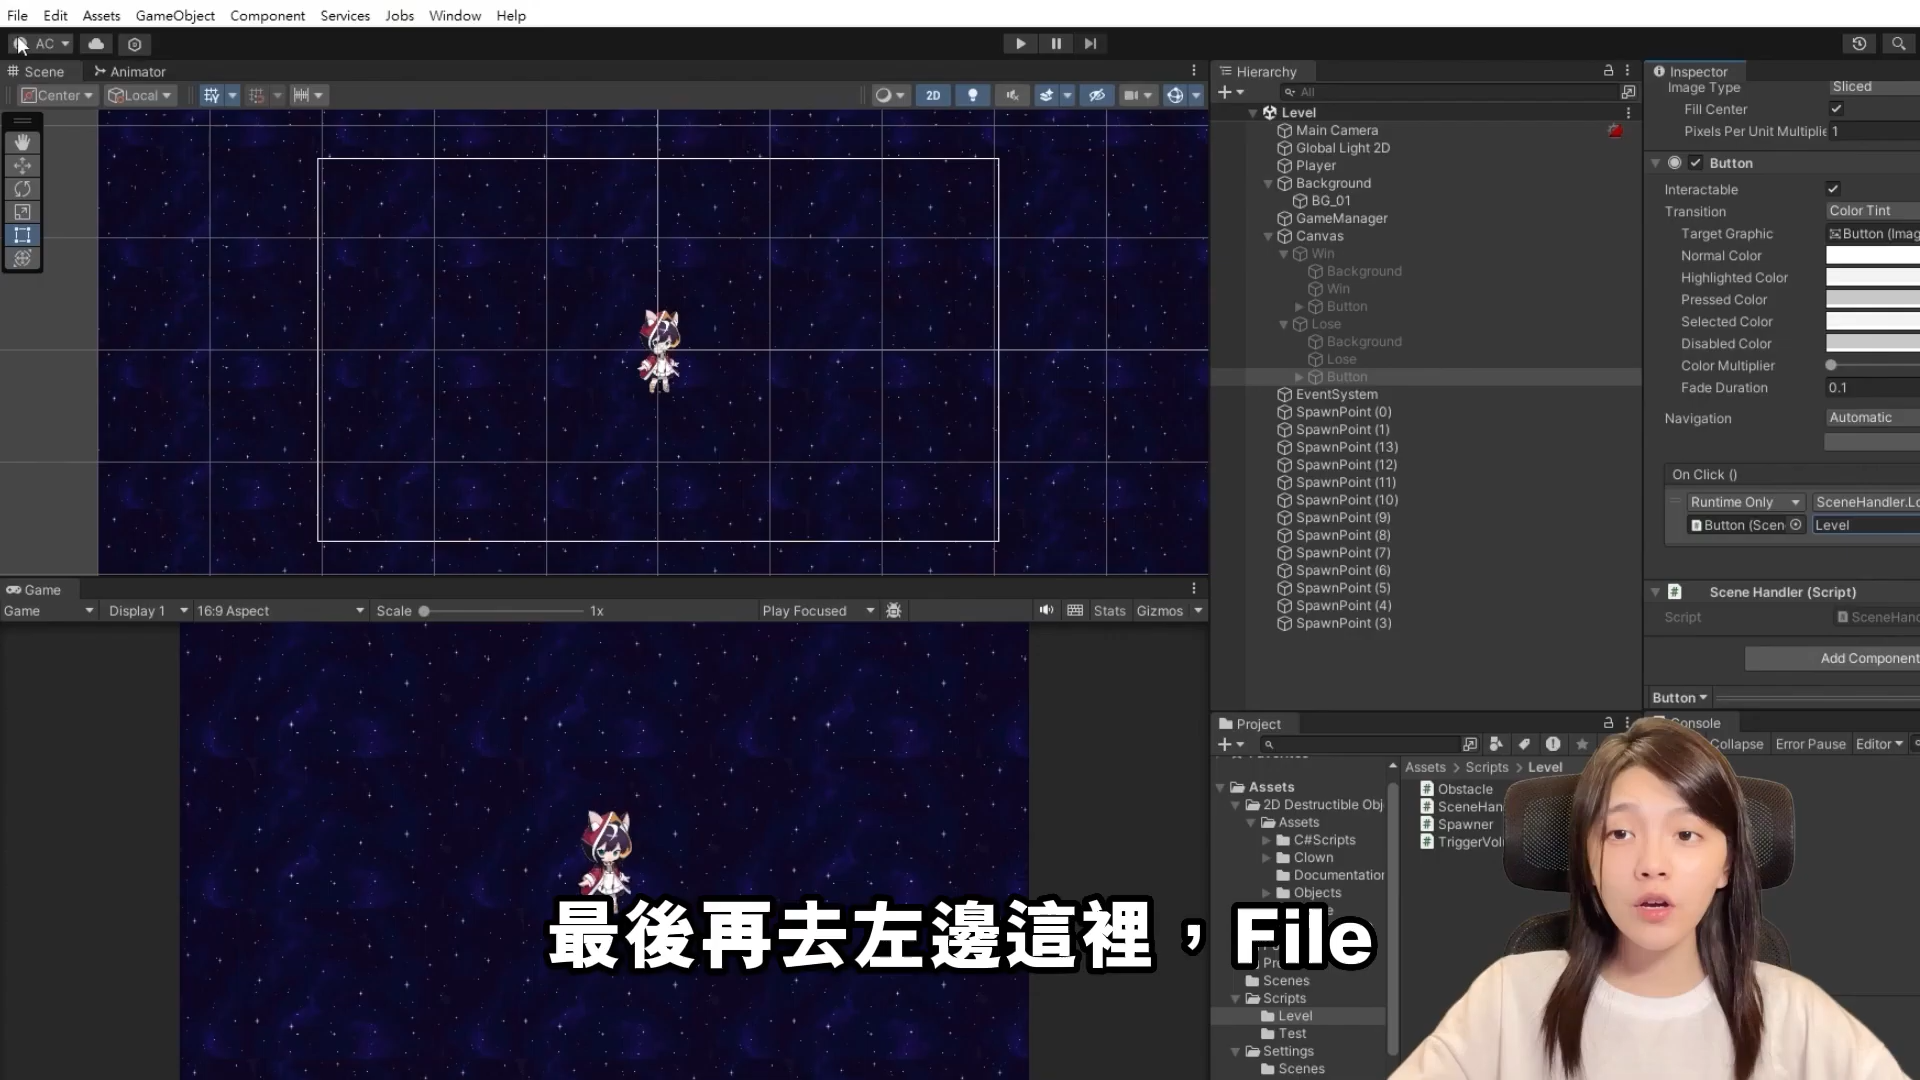 File Edit Assets GameObject Component Services Jobs Window Help
AC
Scene Animator
Center Local
2D
Game
Game Display 1 16:9 Aspect Scale 1x Play Focused Stats Gizmos
Hierarchy
All
Level
Main Camera
Global Light 2D
Player
Background
BG_01
GameManager
Canvas
Win
Background
Win
Button
Lose
Background
Lose
Button
EventSystem
SpawnPoint (0)
SpawnPoint (1)
SpawnPoint (13)
SpawnPoint (12)
SpawnPoint (11)
SpawnPoint (10)
SpawnPoint (9)
SpawnPoint (8)
SpawnPoint (7)
SpawnPoint (6)
SpawnPoint (5)
SpawnPoint (4)
SpawnPoint (3)
Inspector
Image Type Sliced
Fill Center
Pixels Per Unit Multiplie 1
Button
Interactable
Transition Color Tint
Target Graphic Button (Imag
Normal Color
Highlighted Color
Pressed Color
Selected Color
Disabled Color
Color Multiplier
Fade Duration 0.1
Navigation Automatic
On Click ()
Runtime Only SceneHandler.Lo
Button (Scen Level
Scene Handler (Script)
Script SceneHand
Add Component
Button
Project
Assets
2D Destructible Obj
Assets
C#Scripts
Clown
Documentation
Objects
Scenes
Scripts
Level
Test
Settings
Scenes
Assets > Scripts > Level
Obstacle
SceneHan
Spawner
TriggerVol
Console
Collapse Error Pause Editor
最後再去左邊這裡，File